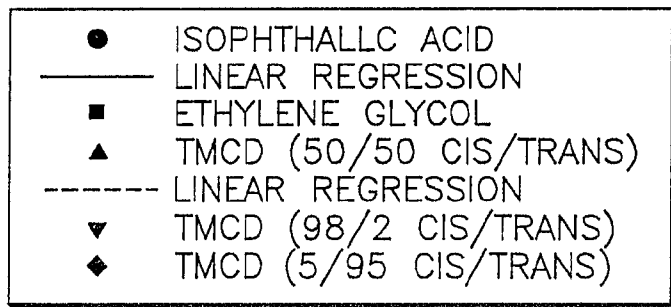 ISOPHTHALLC ACID
LINEAR REGRESSION
ETHYLENE GLYCOL
TMCD (50/50 CIS/TRANS)
LINEAR REGRESSION
TMCD (98/2 CIS/TRANS)
TMCD (5/95 CIS/TRANS)